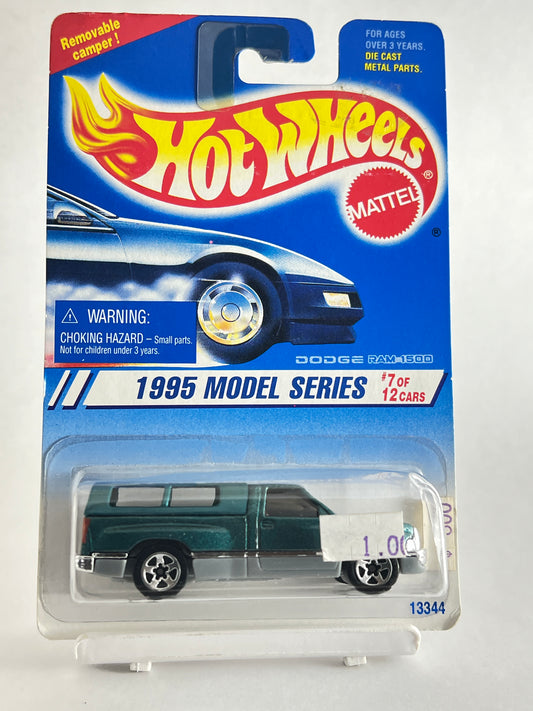 Removable
camper!
FOR AGES
OVER 3 YEARS.
DIE CAST
METAL PARTS.
HOT WHEELS
®
MATTEL
®
⚠ WARNING:
CHOKING HAZARD – Small parts.
Not for children under 3 years.
DODGE RAM 1500
1995 MODEL SERIES
#7 OF
12 CARS
1.00
13344